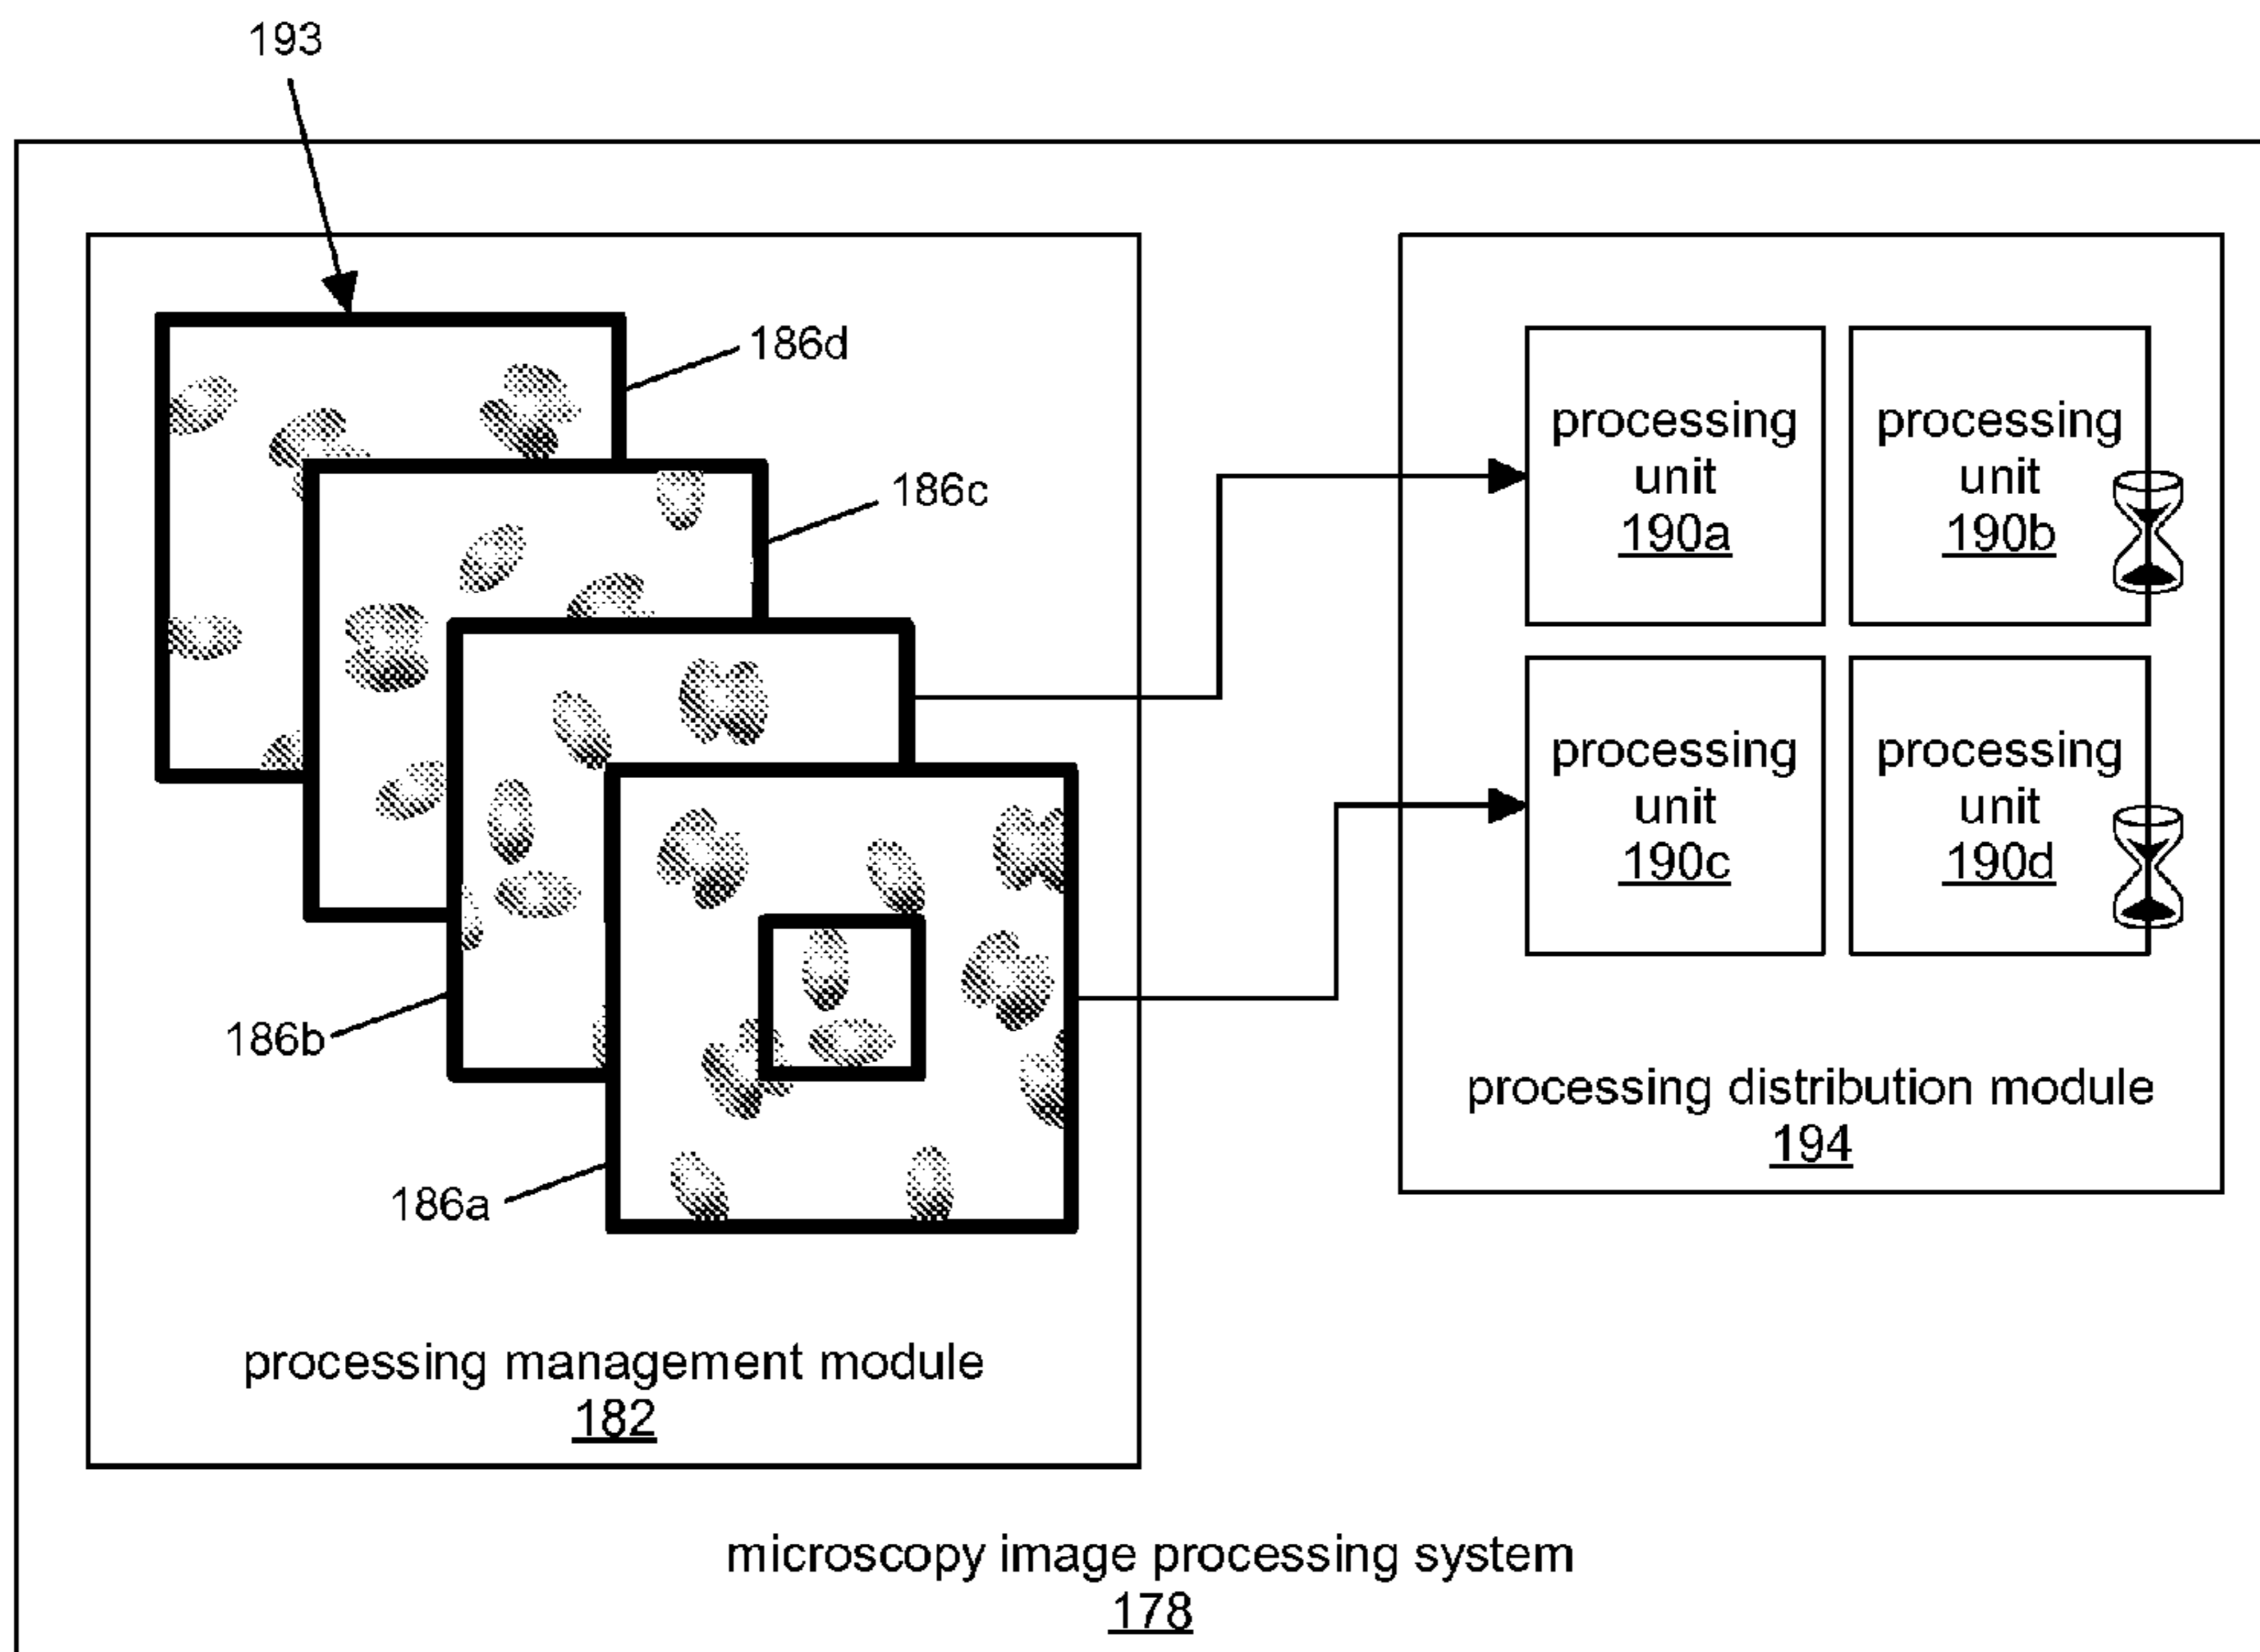 193
186d
186c
186b
186a
processing management module
182
processing
unit
190a
processing
unit
190b
processing
unit
190c
processing
unit
190d
processing distribution module
194
microscopy image processing system
178